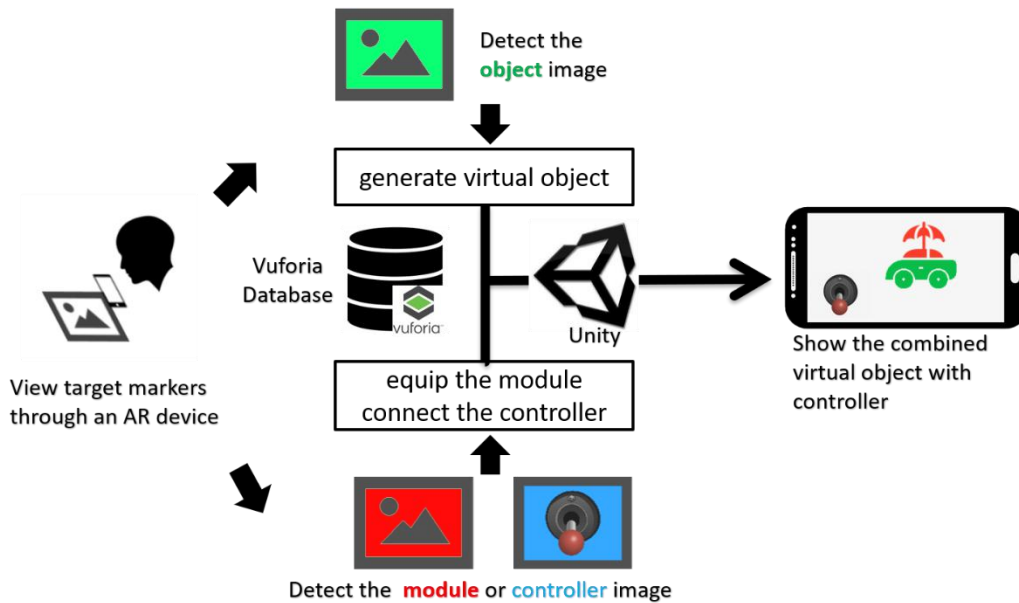 Detect the
object image
generate virtual object
Vuforia
Database
vuforia™
Unity
equip the module
connect the controller
View target markers
through an AR device
Show the combined
virtual object with
controller
Detect the module or controller image